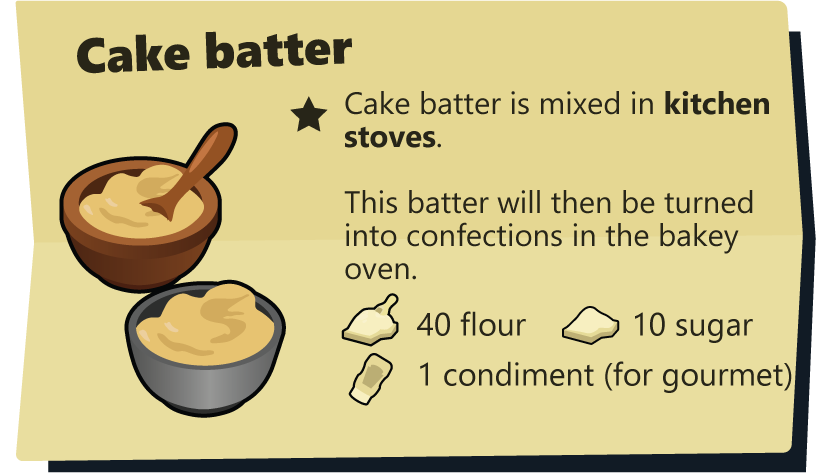 Cake batter
Cake batter is mixed in kitchen
stoves.
This batter will then be turned
into confections in the bakey
oven.
40 flour 10 sugar
1 condiment (for gourmet)